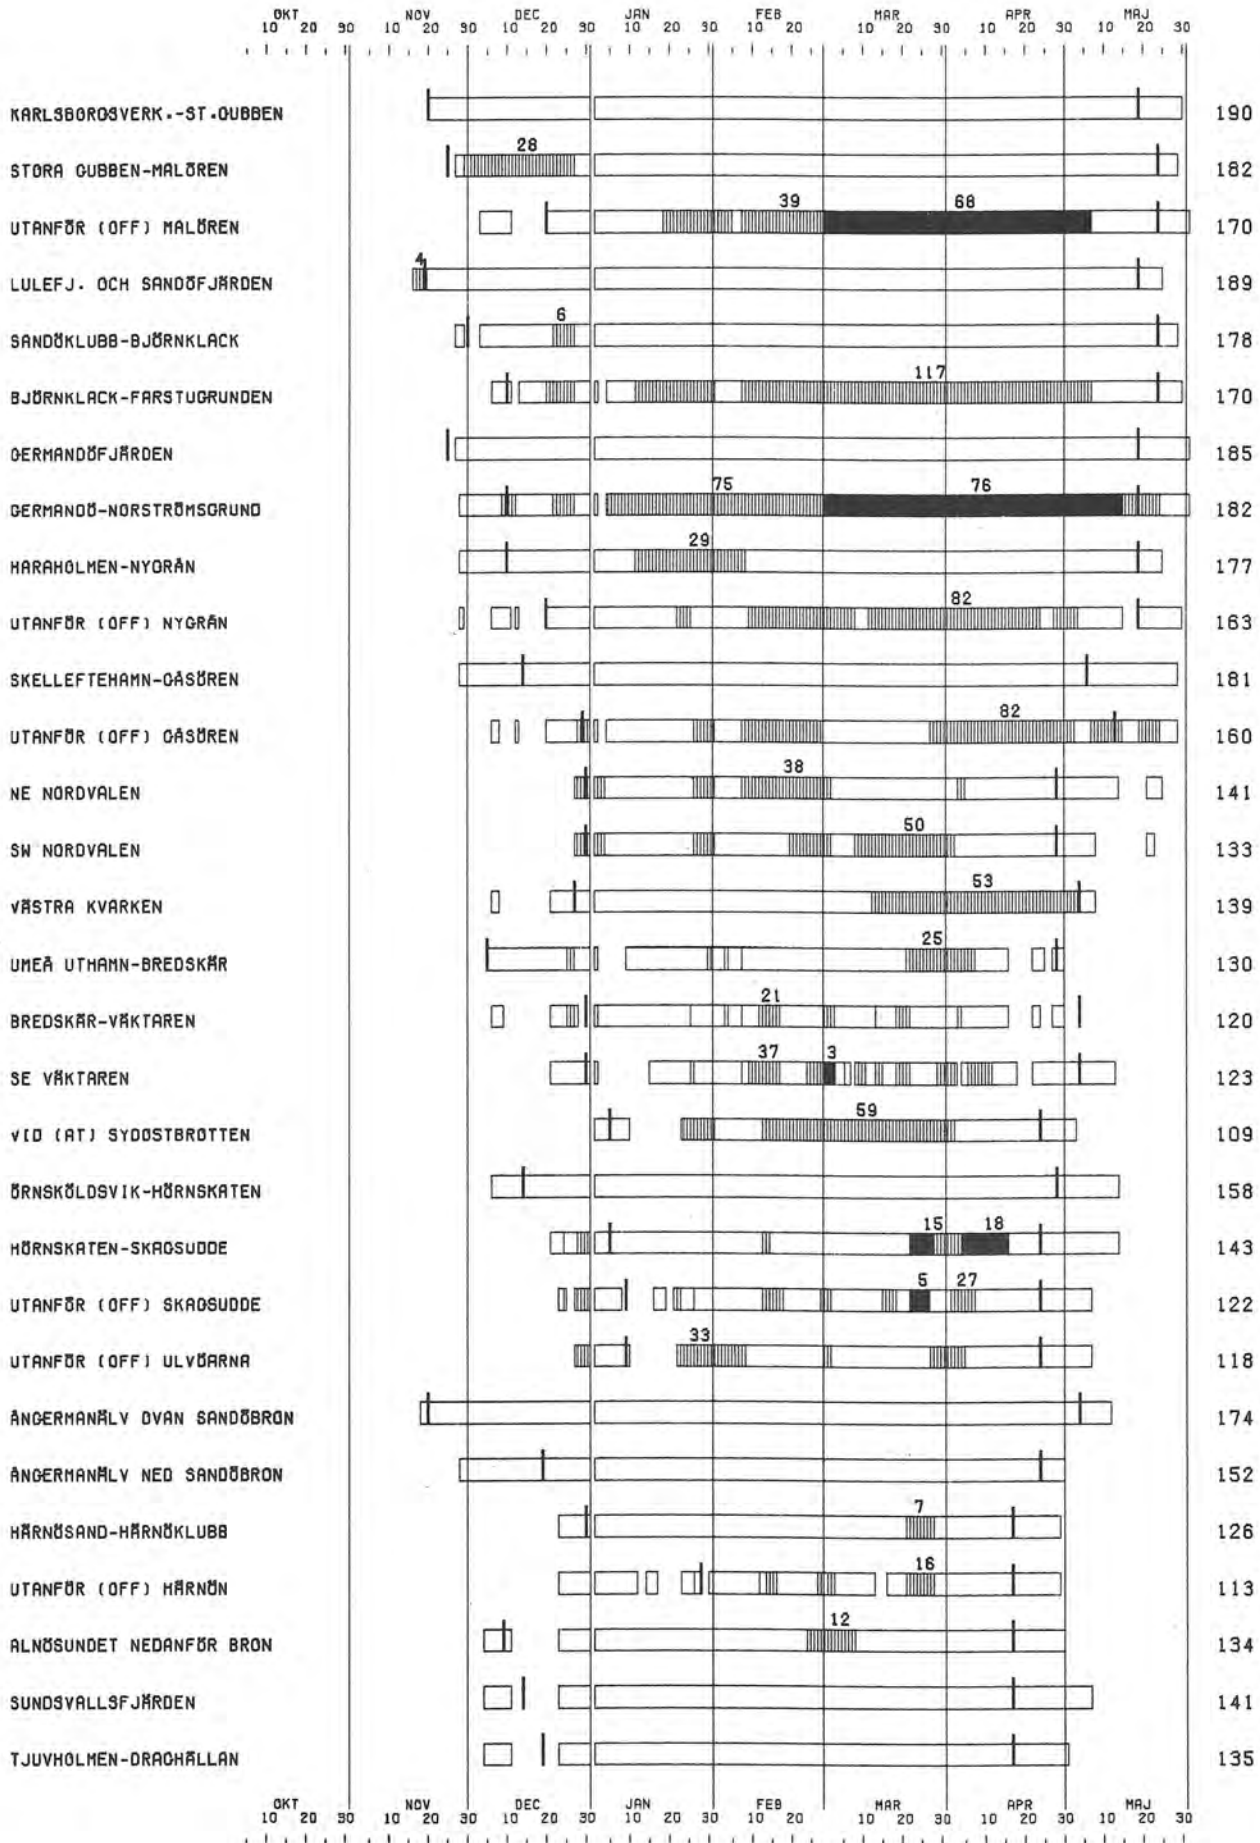 OKT NOV DEC JAN FEB MAR APR MAJ
10 20 30 10 20 30 10 20 30 10 20 30 10 20 10 20 30 10 20 30 10 20 30
KARLSBORGSVERK.-ST.GUBBEN 190
28
STORA GUBBEN-MALÖREN 182
39 68
UTANFÖR (OFF) MALÖREN 170
4
LULEFJ. OCH SANDÖFJÄRDEN 189
6
SANDÖKLUBB-BJÖRNKLACK 178
117
BJÖRNKLACK-FARSTUGRUNDEN 170
GERMANDÖFJÄRDEN 185
75 76
GERMANDÖ-NORSTRÖMSGRUND 182
29
HARAHOLMEN-NYGRÅN 177
82
UTANFÖR (OFF) NYGRÅN 163
SKELLEFTEHAMN-GÅSÖREN 181
82
UTANFÖR (OFF) GÅSÖREN 160
38
NE NORDVALEN 141
50
SW NORDVALEN 133
53
VÄSTRA KVARKEN 139
25
UMEÅ UTHAMN-BREDSKÄR 130
21
BREDSKÄR-VÄKTAREN 120
37 3
SE VÄKTAREN 123
59
VID (AT) SYDOSTBROTTEN 109
ÖRNSKÖLDSVIK-HÖRNSKATEN 158
15 18
HÖRNSKATEN-SKAGSUDDE 143
5 27
UTANFÖR (OFF) SKAGSUDDE 122
33
UTANFÖR (OFF) ULVÖARNA 118
ÅNGERMANÄLV OVAN SANDÖBRON 174
ÅNGERMANÄLV NED SANDÖBRON 152
7
HÄRNÖSAND-HÄRNÖKLUBB 126
16
UTANFÖR (OFF) HÄRNÖN 113
12
ALNÖSUNDET NEDANFÖR BRON 134
SUNDSVALLSFJÄRDEN 141
TJUVHOLMEN-DRAGHÄLLAN 135
OKT NOV DEC JAN FEB MAR APR MAJ
10 20 30 10 20 30 10 20 30 10 20 30 10 20 10 20 30 10 20 30 10 20 30